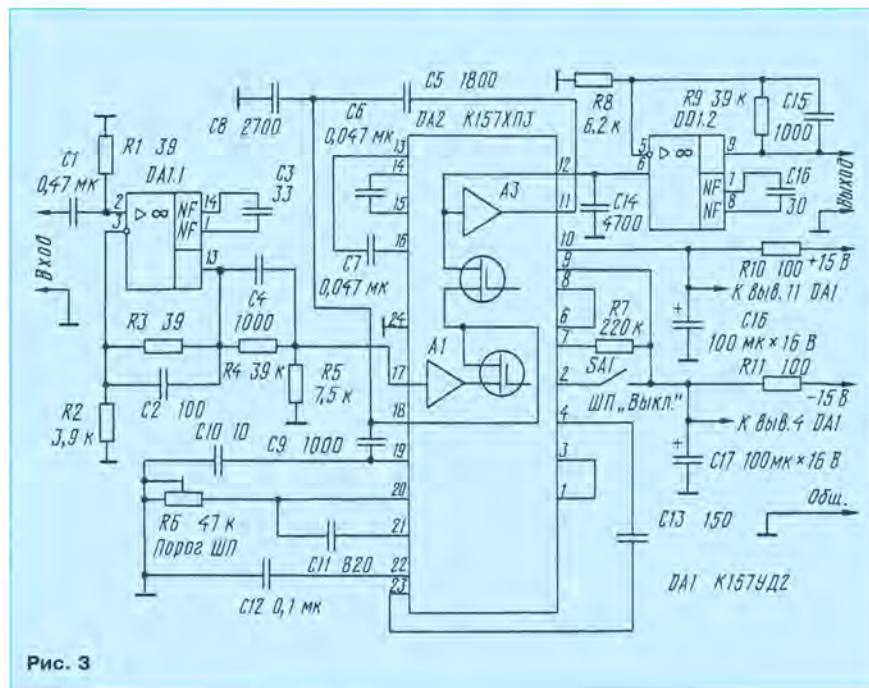 C5 1800
R8
6,2 к
R9 39 к
C15
1000
DD1.2
C8
2700
C6
0,047 мк
DA2 К157ХП3
R1 39
C1
0,47 мк
DA1.1
C3
33
Вход
2
3
▷ ∞
NF 14
NF 1
13
C4
1000
R3 39
R4 39 к
C2 100
R2
3,9 к
R5
7,5 к
C7
0,047 мк
13
14
15
16
24
17
18
19
20
21
22
23
A3
A1
12
11
10
9
8
6
7
2
4
3
1
C14
4700
5
6
▷ ∞
9
NF 1
NF 8
C16
30
Выход
R10 100
+15 В
К выв. 11 DA1
+
C16
100 мк × 16 В
R7
220 к
SA1
ШП „Выкл."
R11 100
-15 В
К выв. 4 DA1
+
C17 100мк × 16 В
Общ.
C10 10
C9 1000
R6 47 к
Порог ШП
C11 820
C12 0,1 мк
C13 150
DA1 К157УД2
Рис. 3